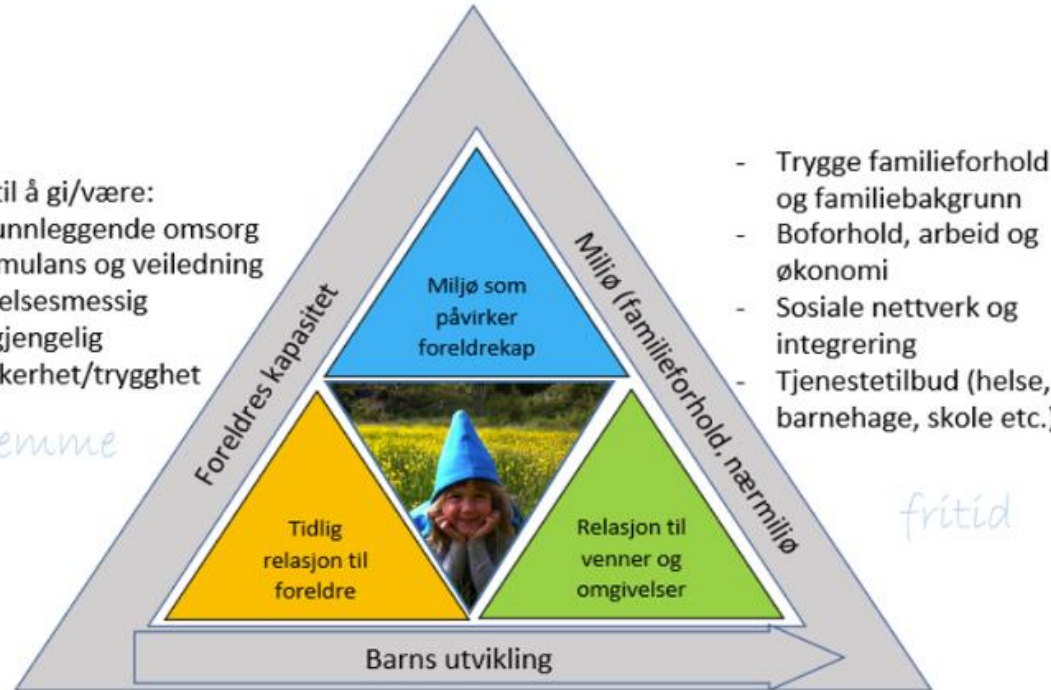 til å gi/være:
unnleggende omsorg
mulans og veiledning
elsesmessig
gjengelig
kerhet/trygghet
emme
Foreldres kapasitet
Miljø som
påvirker
foreldrekap
Miljø (familieforhold, nærmiljø
- Trygge familieforhold
og familiebakgrunn
- Boforhold, arbeid og
økonomi
- Sosiale nettverk og
integrering
- Tjenestetilbud (helse,
barnehage, skole etc.)
fritid
Tidlig
relasjon til
foreldre
Relasjon til
venner og
omgivelser
Barns utvikling